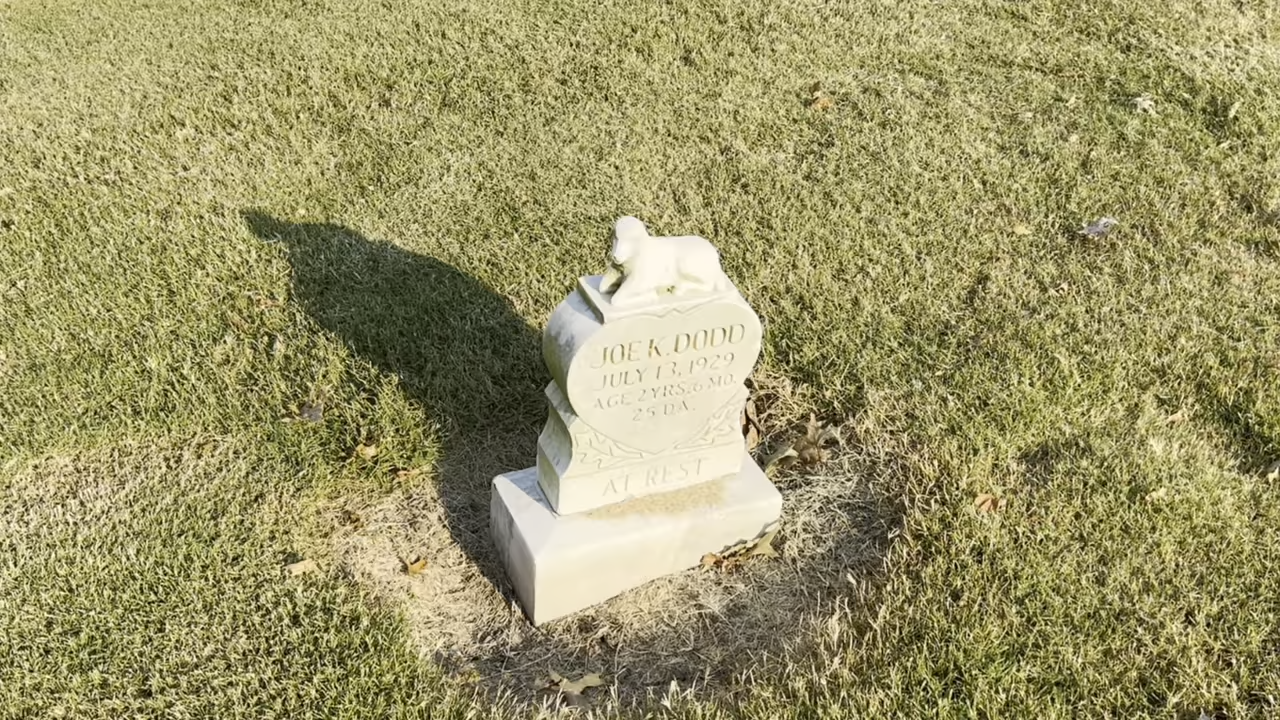 JOE K. DODD
JULY 13, 1929
AGE 2 YRS. 6 MO.
25 DA.
AT REST